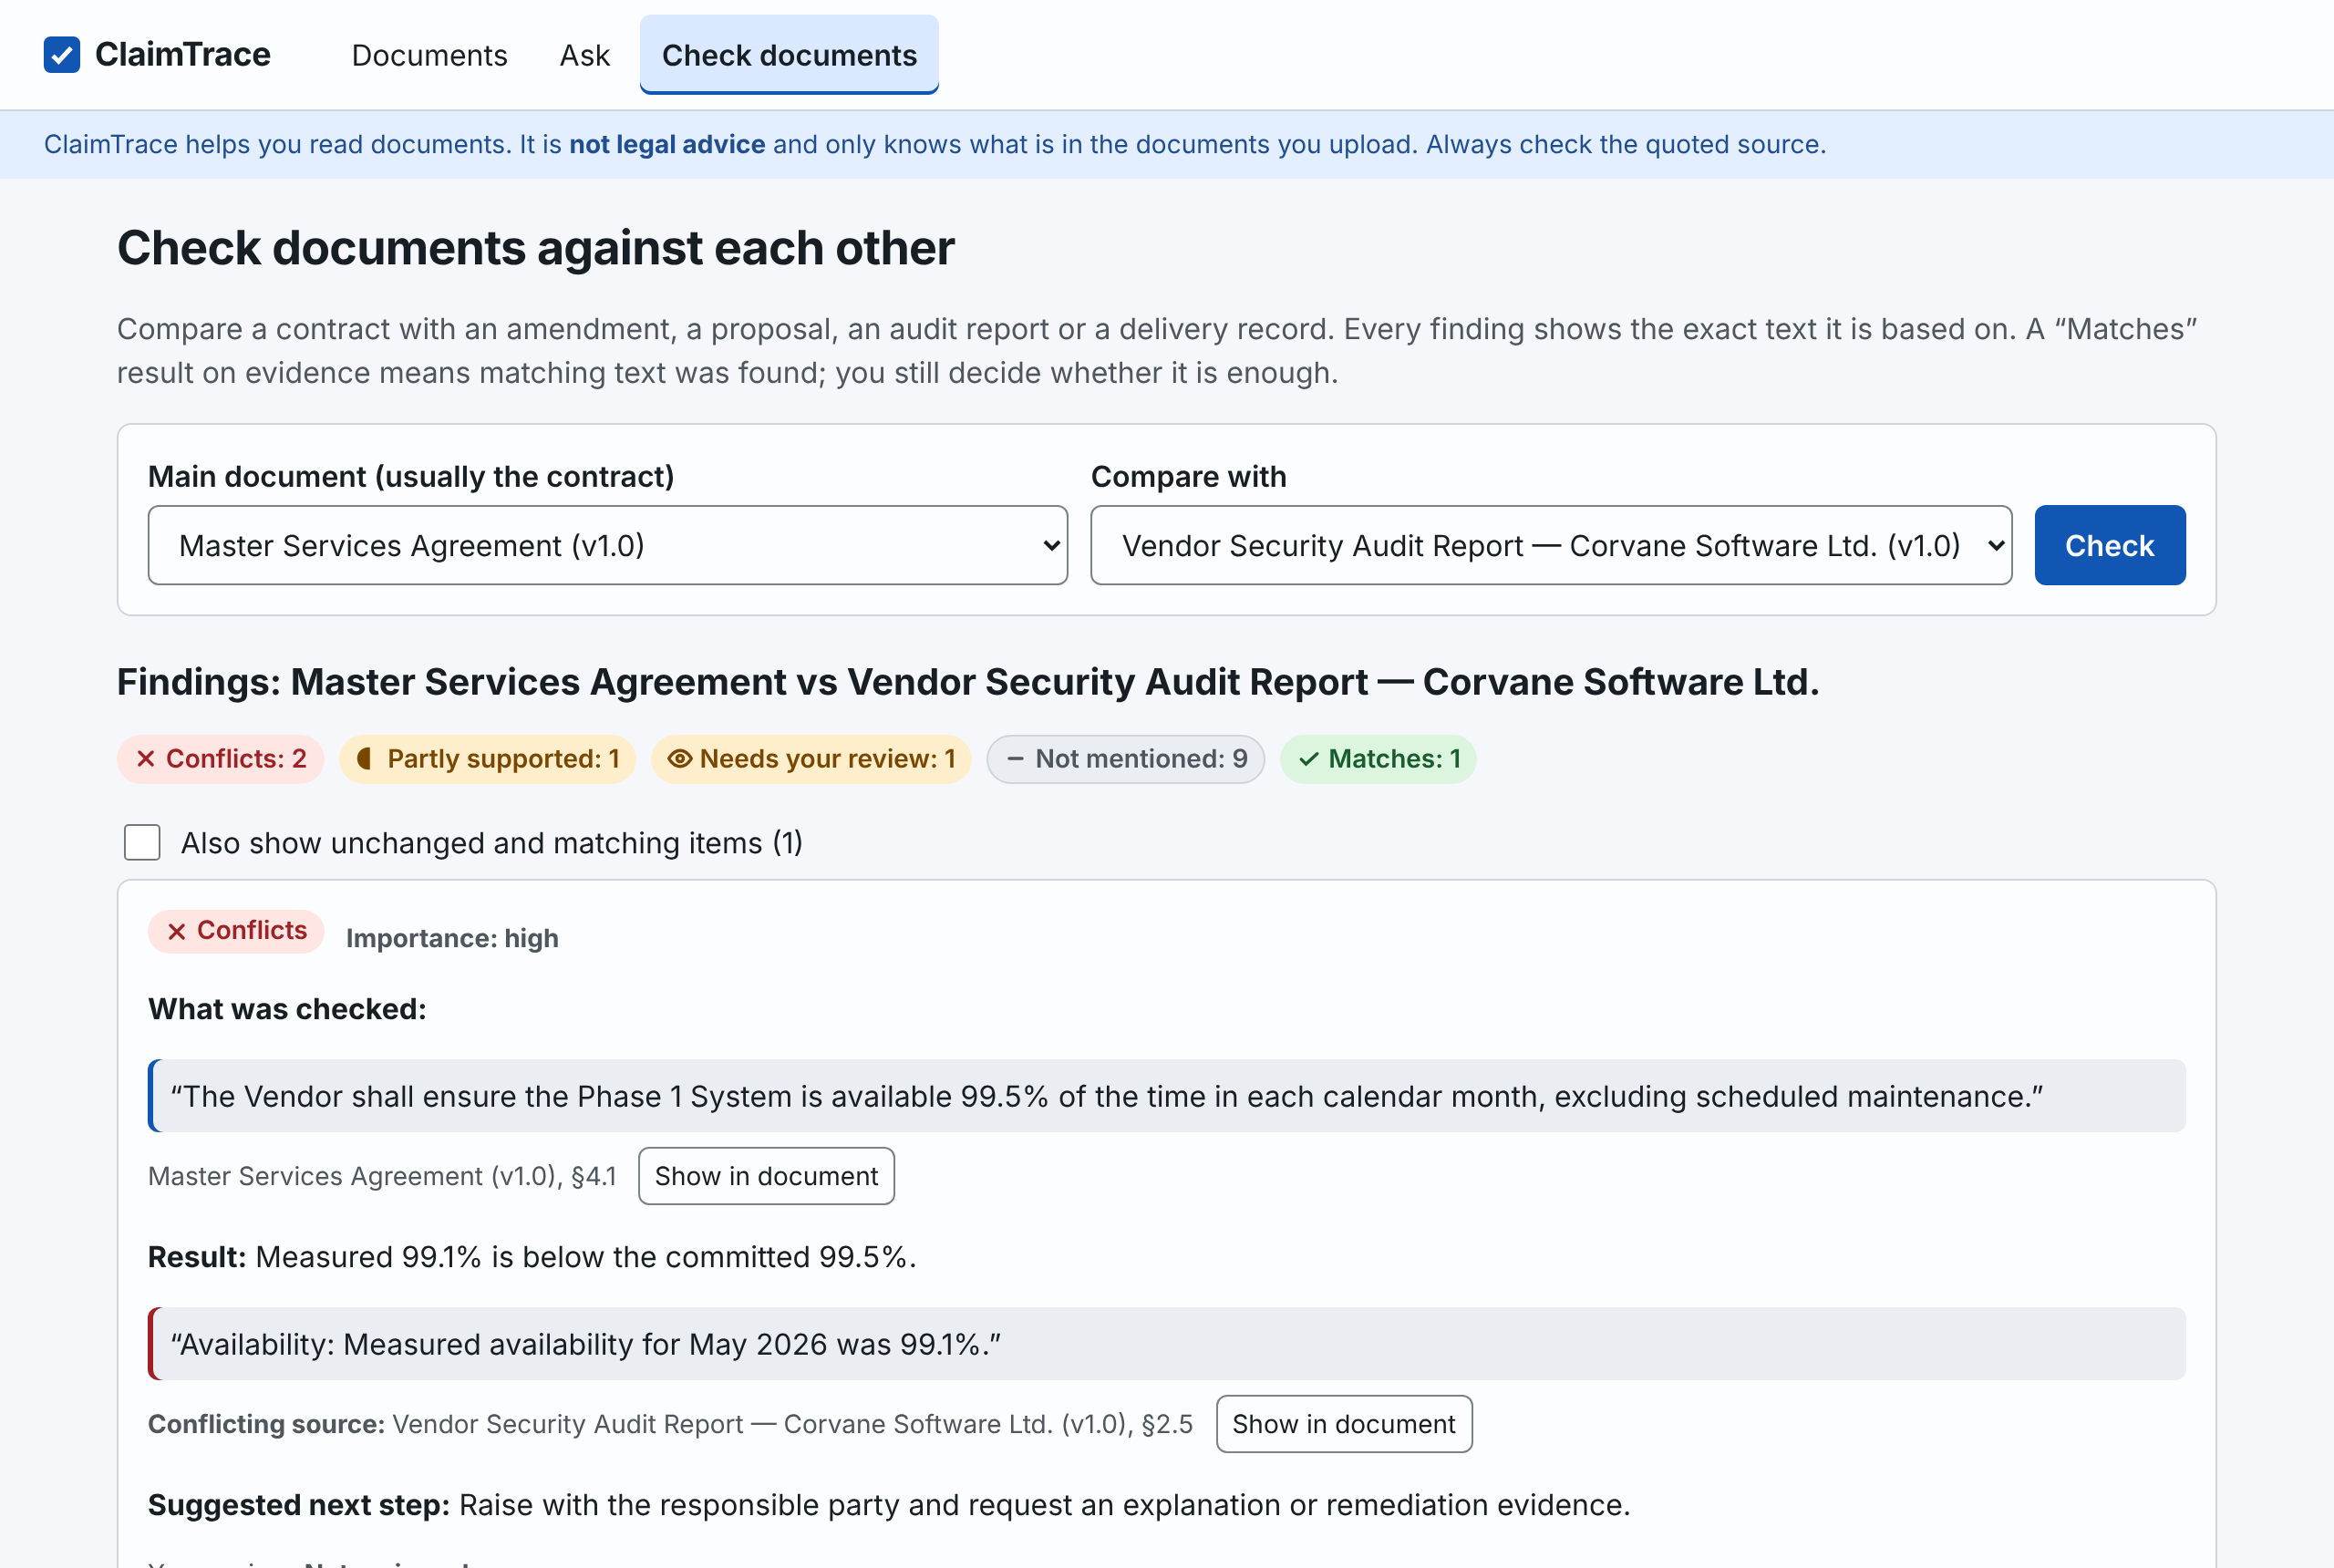 ClaimTrace Documents Ask Check documents
ClaimTrace helps you read documents. It is not legal advice and only knows what is in the documents you upload. Always check the quoted source.
Check documents against each other
Compare a contract with an amendment, a proposal, an audit report or a delivery record. Every finding shows the exact text it is based on. A “Matches”
result on evidence means matching text was found; you still decide whether it is enough.
Main document (usually the contract)
Master Services Agreement (v1.0)
Compare with
Vendor Security Audit Report — Corvane Software Ltd. (v1.0)
Check
Findings: Master Services Agreement vs Vendor Security Audit Report — Corvane Software Ltd.
Conflicts: 2 Partly supported: 1 Needs your review: 1 Not mentioned: 9 Matches: 1
Also show unchanged and matching items (1)
Conflicts Importance: high
What was checked:
“The Vendor shall ensure the Phase 1 System is available 99.5% of the time in each calendar month, excluding scheduled maintenance.”
Master Services Agreement (v1.0), §4.1 Show in document
Result: Measured 99.1% is below the committed 99.5%.
“Availability: Measured availability for May 2026 was 99.1%.”
Conflicting source: Vendor Security Audit Report — Corvane Software Ltd. (v1.0), §2.5 Show in document
Suggested next step: Raise with the responsible party and request an explanation or remediation evidence.